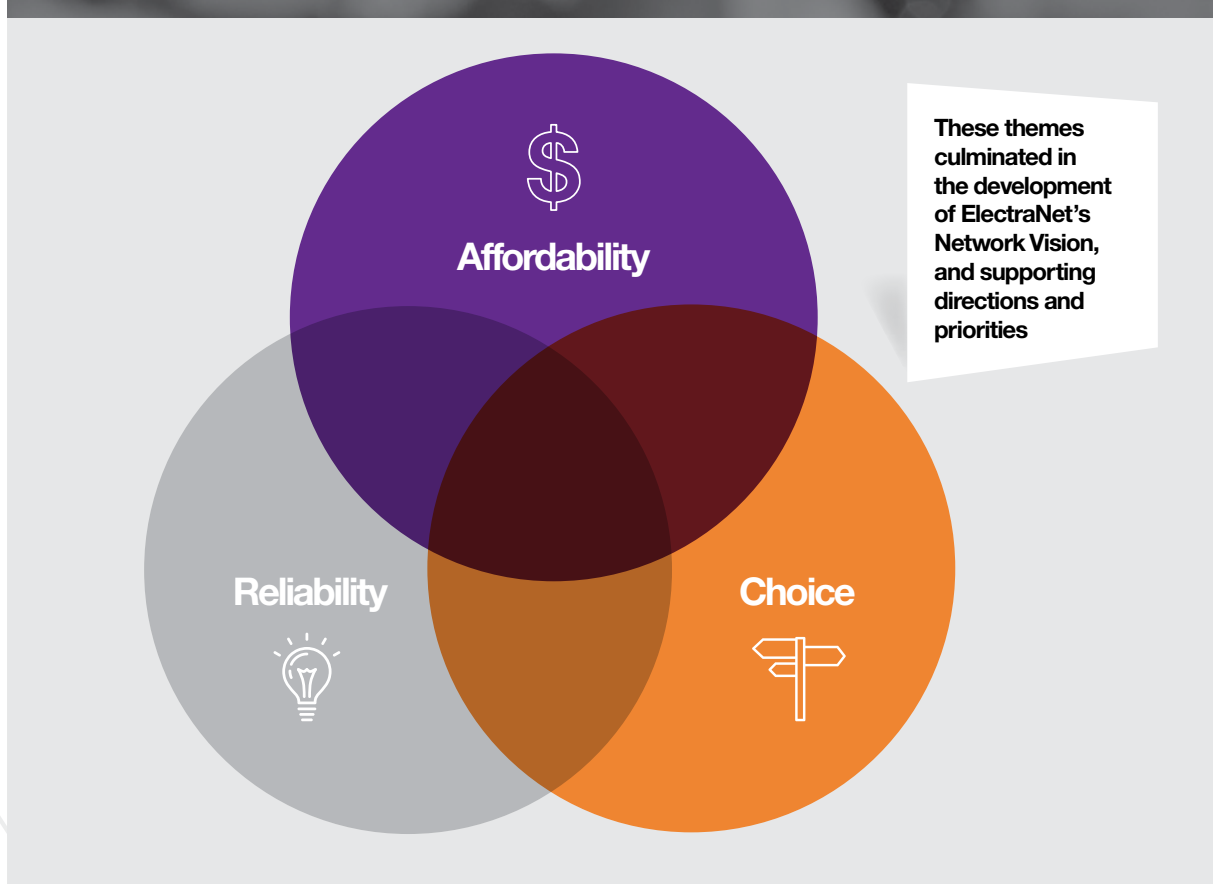 Affordability
These themes
culminated in
the development
of ElectraNet’s
Network Vision,
and supporting
directions and
priorities
Reliability
Choice